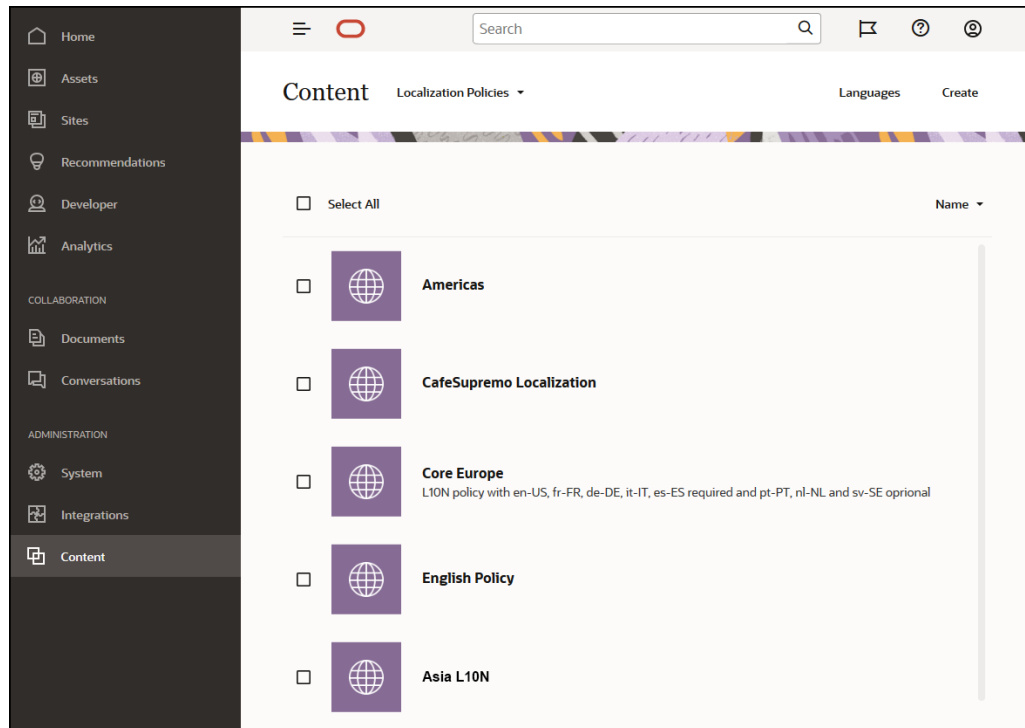 Home
Assets
Sites
Recommendations
Developer
Analytics
COLLABORATION
Documents
Conversations
ADMINISTRATION
System
Integrations
Content
Search
Content Localization Policies Languages Create
Select All Name
Americas
CafeSupremo Localization
Core Europe
L10N policy with en-US, fr-FR, de-DE, it-IT, es-ES required and pt-PT, nl-NL and sv-SE oprional
English Policy
Asia L10N